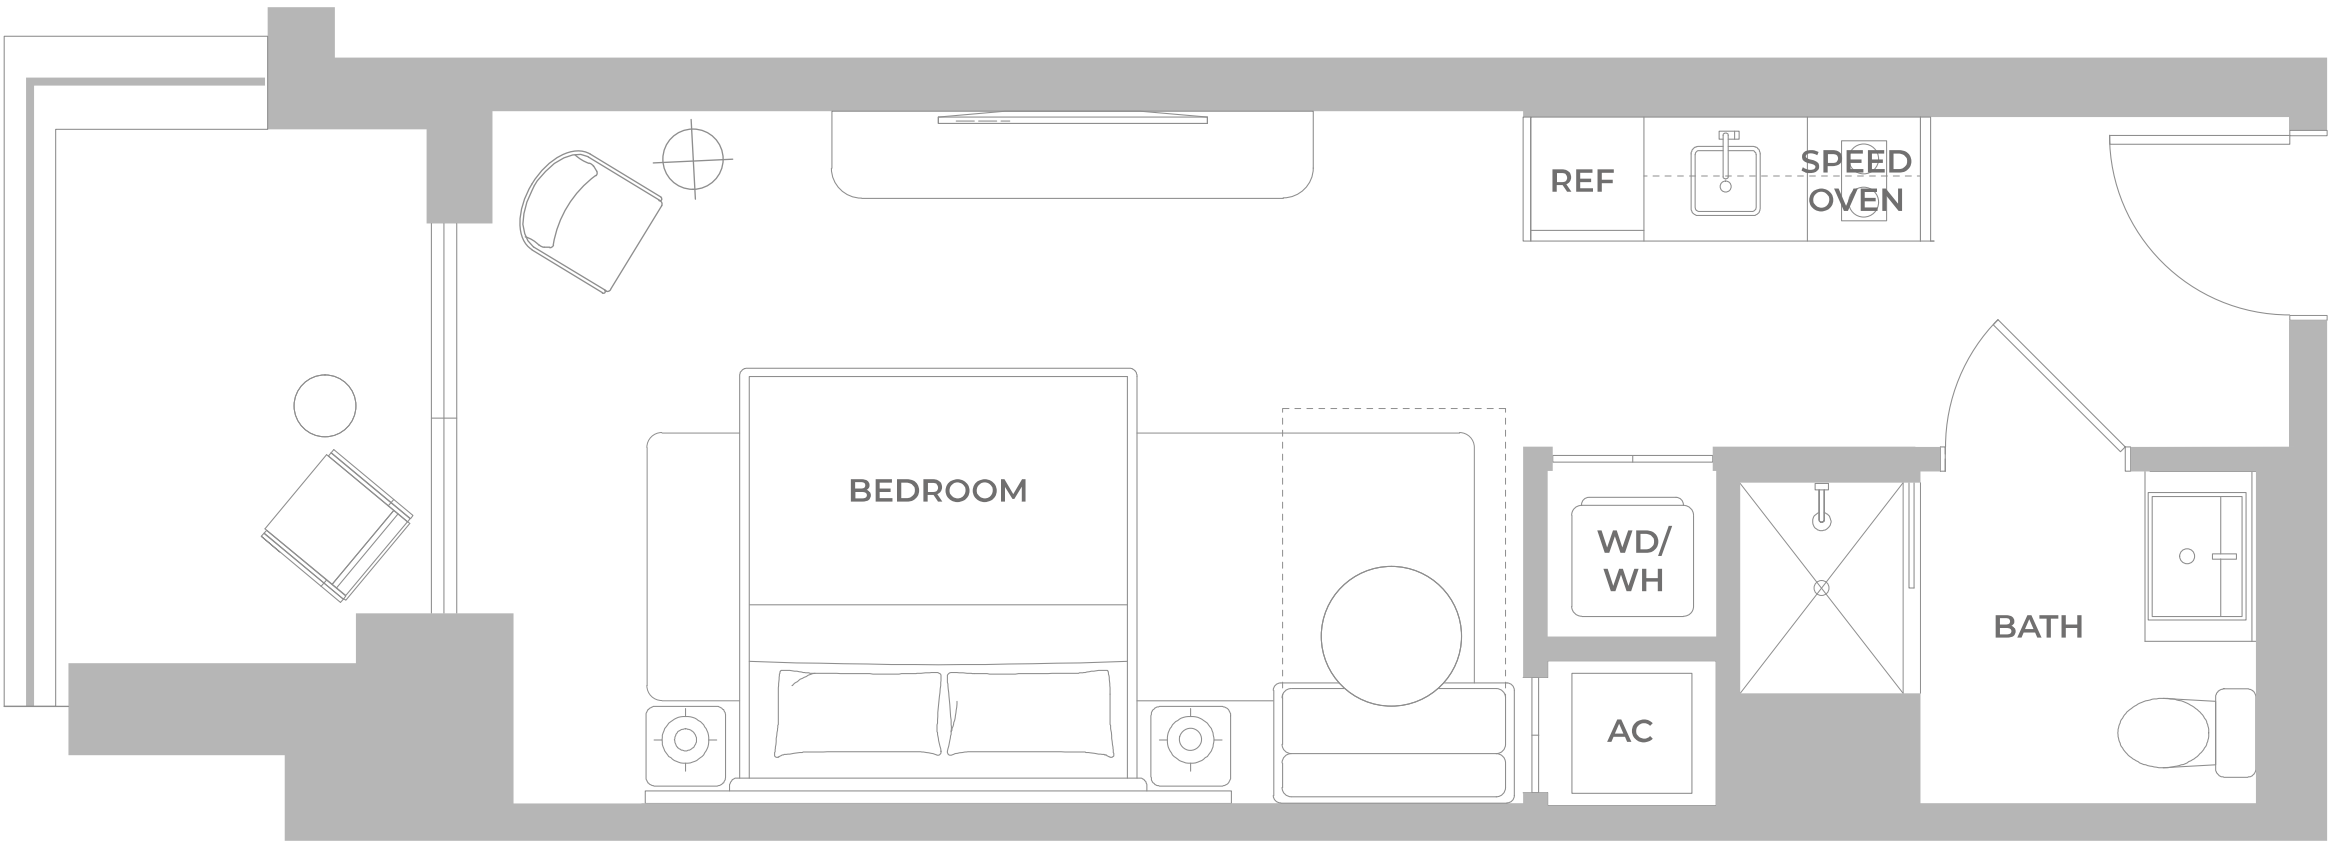 REF
SPEED
OVEN
BEDROOM
WD/
WH
BATH
AC